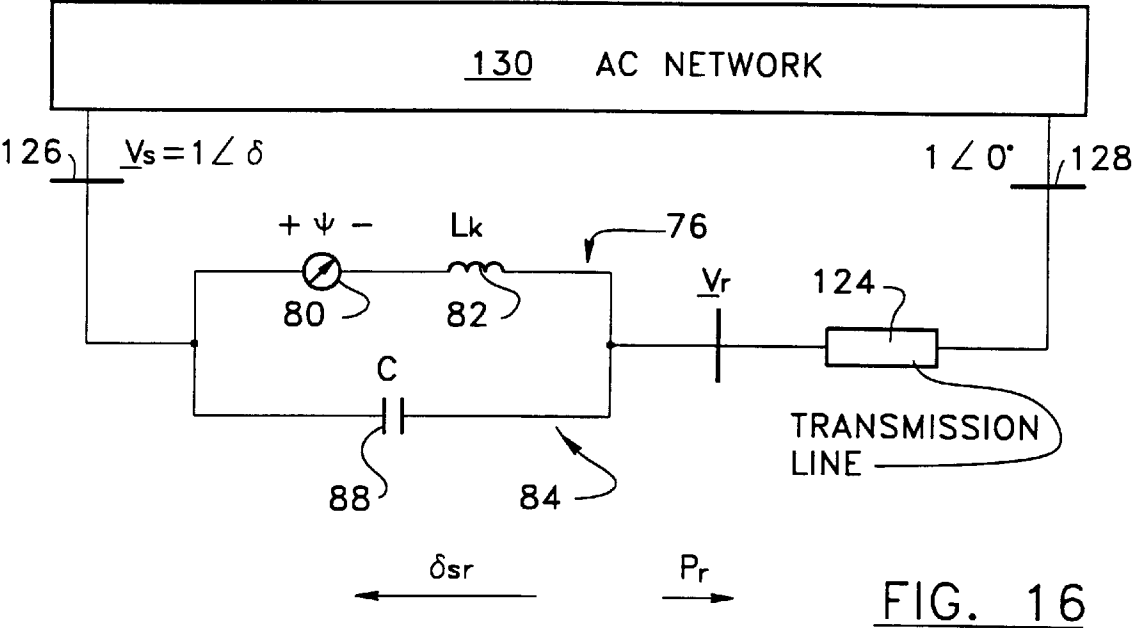 130 AC NETWORK
126 Vs = 1∠δ
1∠0° 128
+ ψ − Lk 76
80 82 Vr 124
C
88 84
TRANSMISSION
LINE
δsr Pr
FIG. 16